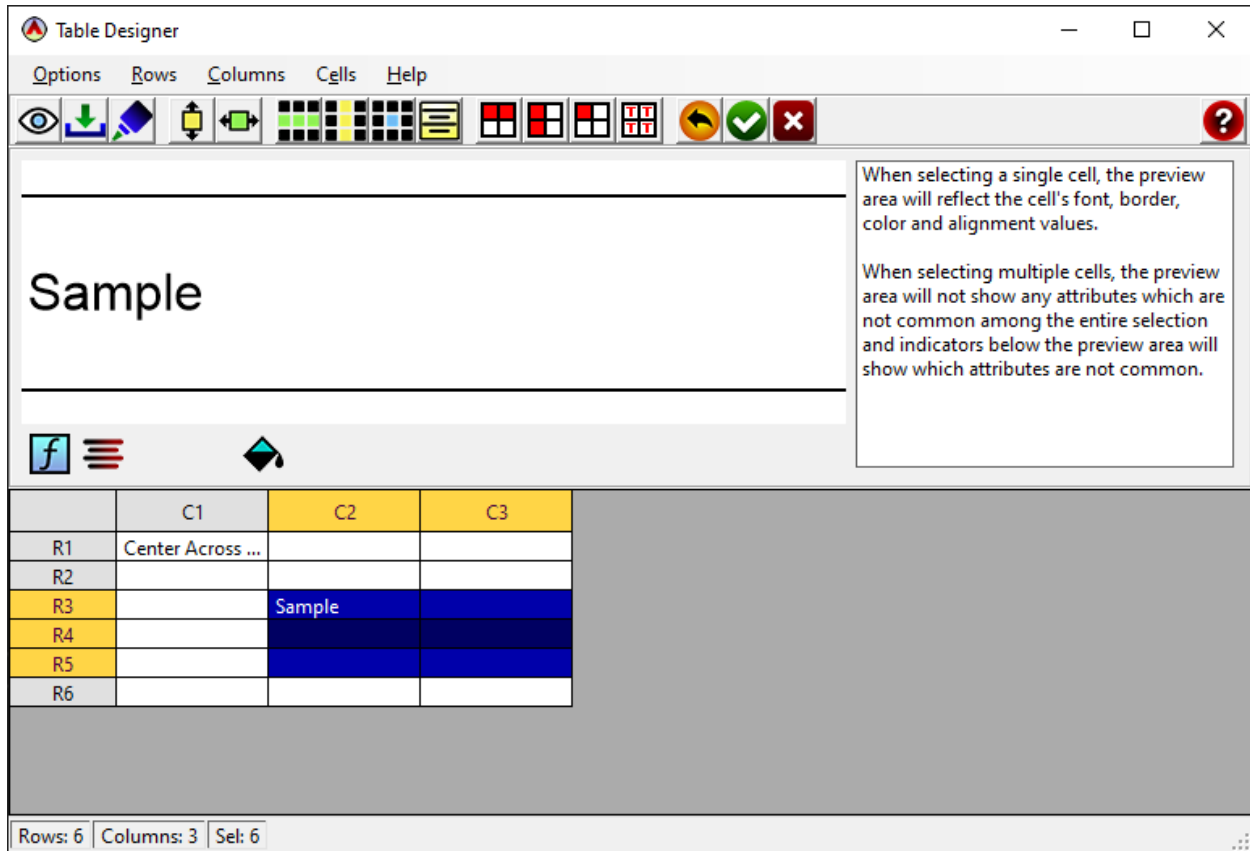 Table Designer
Options Rows Columns Cells Help
Sample
When selecting a single cell, the preview
area will reflect the cell's font, border,
color and alignment values.
When selecting multiple cells, the preview
area will not show any attributes which are
not common among the entire selection
and indicators below the preview area will
show which attributes are not common.
C1 C2 C3
R1 Center Across ...
R2
R3 Sample
R4
R5
R6
Rows: 6 Columns: 3 Sel: 6